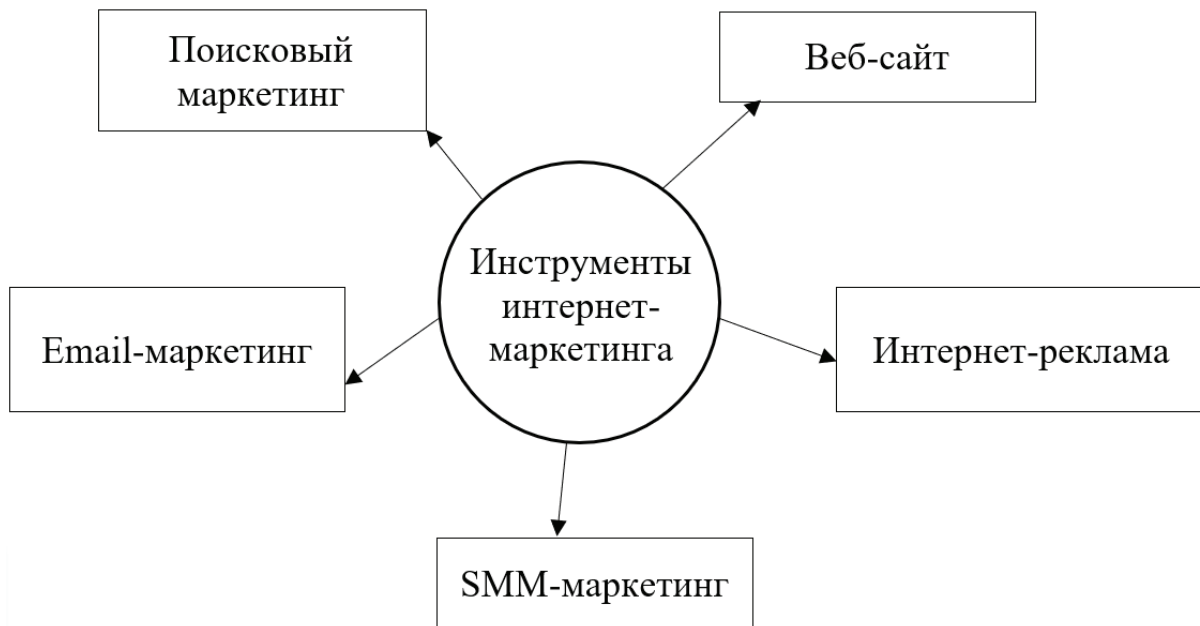 Поисковый
маркетинг
Веб-сайт
Инструменты
интернет-
маркетинга
Email-маркетинг
Интернет-реклама
SMM-маркетинг